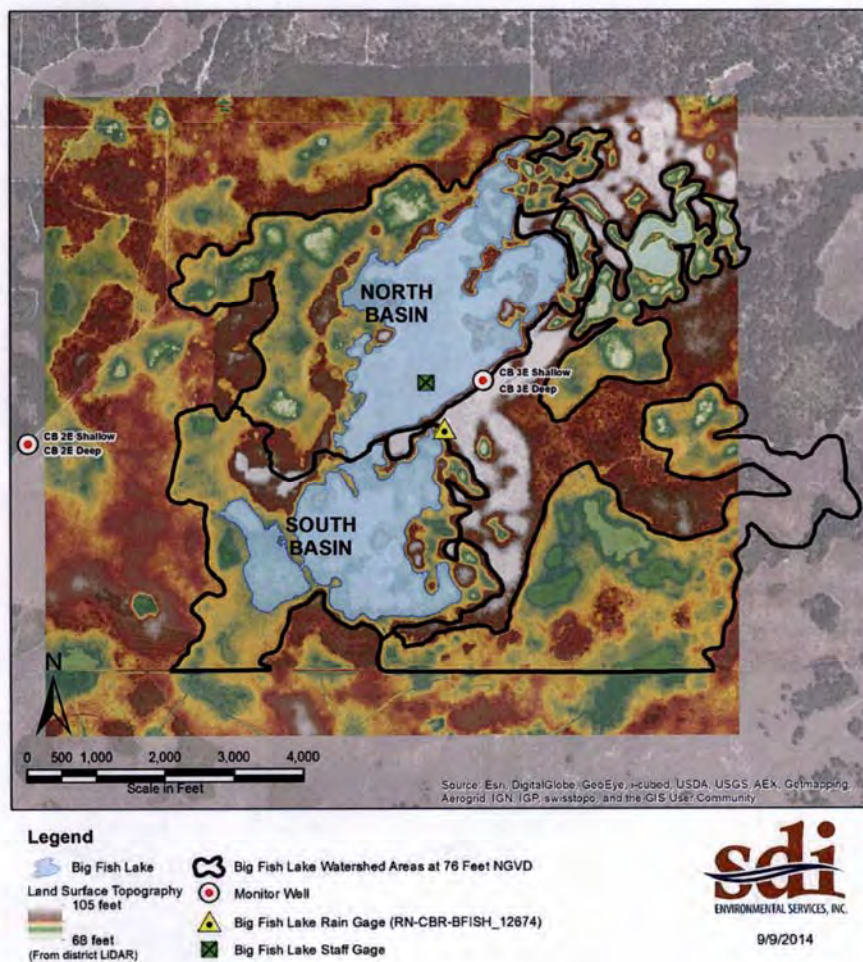 NORTH
BASIN
CB 3E Shallow
CB 3E Deep
CB 2E Shallow
CB 2E Deep
SOUTH
BASIN
N
0 500 1,000 2,000 3,000 4,000
Scale in Feet
Source: Esri, DigitalGlobe, GeoEye, i-cubed, USDA, USGS, AEX, Getmapping,
Aerogrid, IGN, IGP, swisstopo, and the GIS User Community
Legend
Big Fish Lake
Land Surface Topography
105 feet
68 feet
(From district LiDAR)
Big Fish Lake Watershed Areas at 76 Feet NGVD
Monitor Well
Big Fish Lake Rain Gage (RN-CBR-BFISH_12674)
Big Fish Lake Staff Gage
sdi
ENVIRONMENTAL SERVICES, INC.
9/9/2014